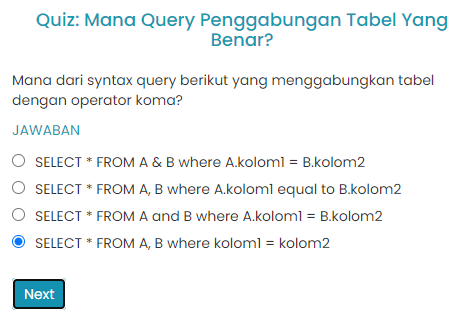 Quiz: Mana Query Penggabungan Tabel Yang
Benar?
Mana dari syntax query berikut yang menggabungkan tabel
dengan operator koma?
JAWABAN
SELECT * FROM A & B where A.kolom1 = B.kolom2
SELECT * FROM A, B where A.kolom1 equal to B.kolom2
SELECT * FROM A and B where A.kolom1 = B.kolom2
SELECT * FROM A, B where kolom1 = kolom2
Next